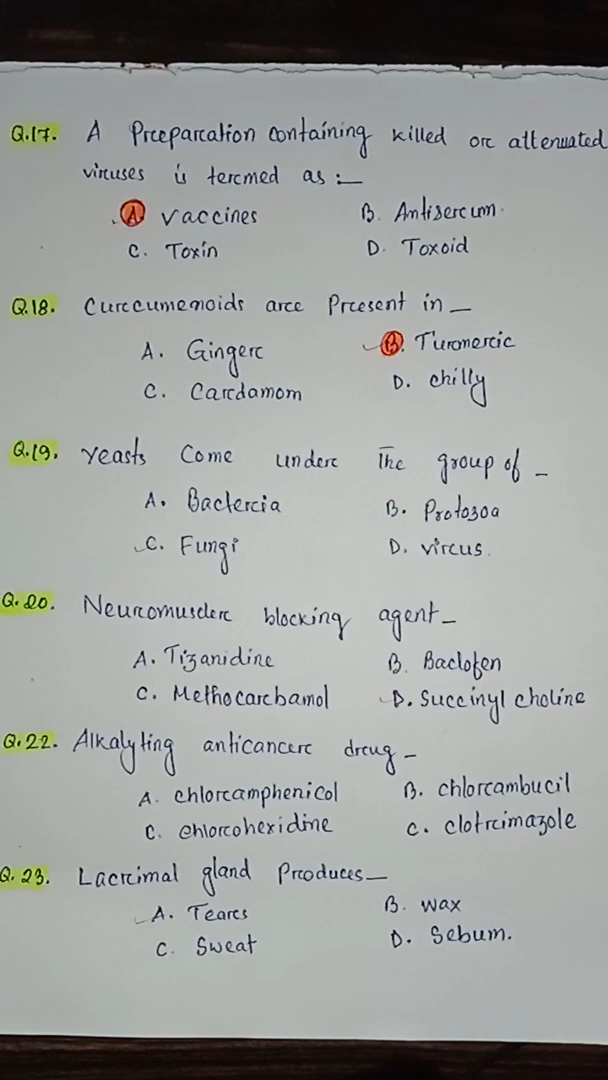 Q.17. A Preparation containing killed or attenuated
viruses is termed as :—
A. vaccines B. Antiserum.
C. Toxin D. Toxoid
Q.18. Curcumenoids are Present in —
A. Ginger B. Turmeric
C. Cardamom D. chilly
Q.19. Yeasts Come under The group of —
A. Bacteria B. Protozoa
C. Fungi D. virus.
Q.20. Neuromuscler blocking agent—
A. Tizanidine B. Baclofen
C. Methocarbamol D. Succinyl choline
Q.22. Alkalyting anticancer drug—
A. chloramphenicol B. chlorambucil
C. chlorohexidine C. clotrimazole
Q.23. Lacrimal gland Produces—
A. Tears B. wax
C. Sweat D. Sebum.